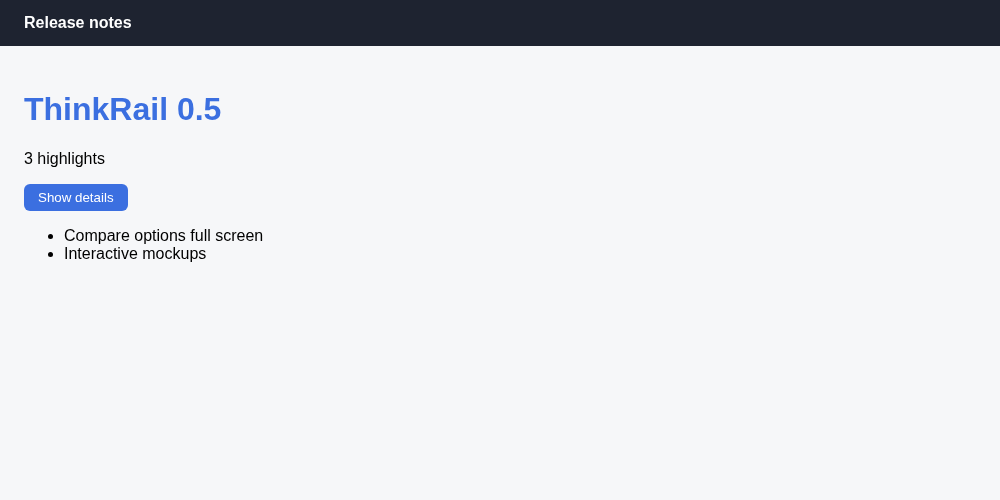 Release notes
ThinkRail 0.5
3 highlights
Show details
Compare options full screen
Interactive mockups